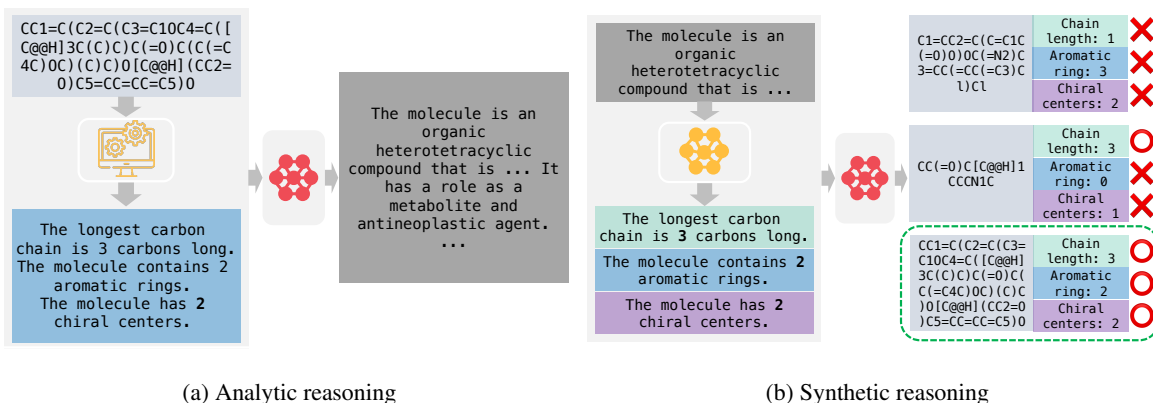 CC1=C(C2=C(C3=C1OC4=C([
C@@H]3C(C)C)C(=O)C(C(=C
4C)OC)(C)C)O[C@@H](CC2=
O)C5=CC=CC=C5)O
The longest carbon
chain is 3 carbons long.
The molecule contains 2
aromatic rings.
The molecule has 2
chiral centers.
The molecule is an
organic
heterotetracyclic
compound that is ... It
has a role as a
metabolite and
antineoplastic agent.
...
(a) Analytic reasoning
The molecule is an
organic
heterotetracyclic
compound that is ...
The longest carbon
chain is 3 carbons long.
The molecule contains 2
aromatic rings.
The molecule has 2
chiral centers.
C1=CC2=C(C=C1C
(=O)O)OC(=N2)C
3=CC(=CC(=C3)C
l)Cl
Chain
length: 1
Aromatic
ring: 3
Chiral
centers: 2
CC(=O)C[C@@H]1
CCCN1C
Chain
length: 3
Aromatic
ring: 0
Chiral
centers: 1
CC1=C(C2=C(C3=
C1OC4=C([C@@H]
3C(C)C)C(=O)C(
C(=C4C)OC)(C)C
)O[C@@H](CC2=O
)C5=CC=CC=C5)O
Chain
length: 3
Aromatic
ring: 2
Chiral
centers: 2
(b) Synthetic reasoning